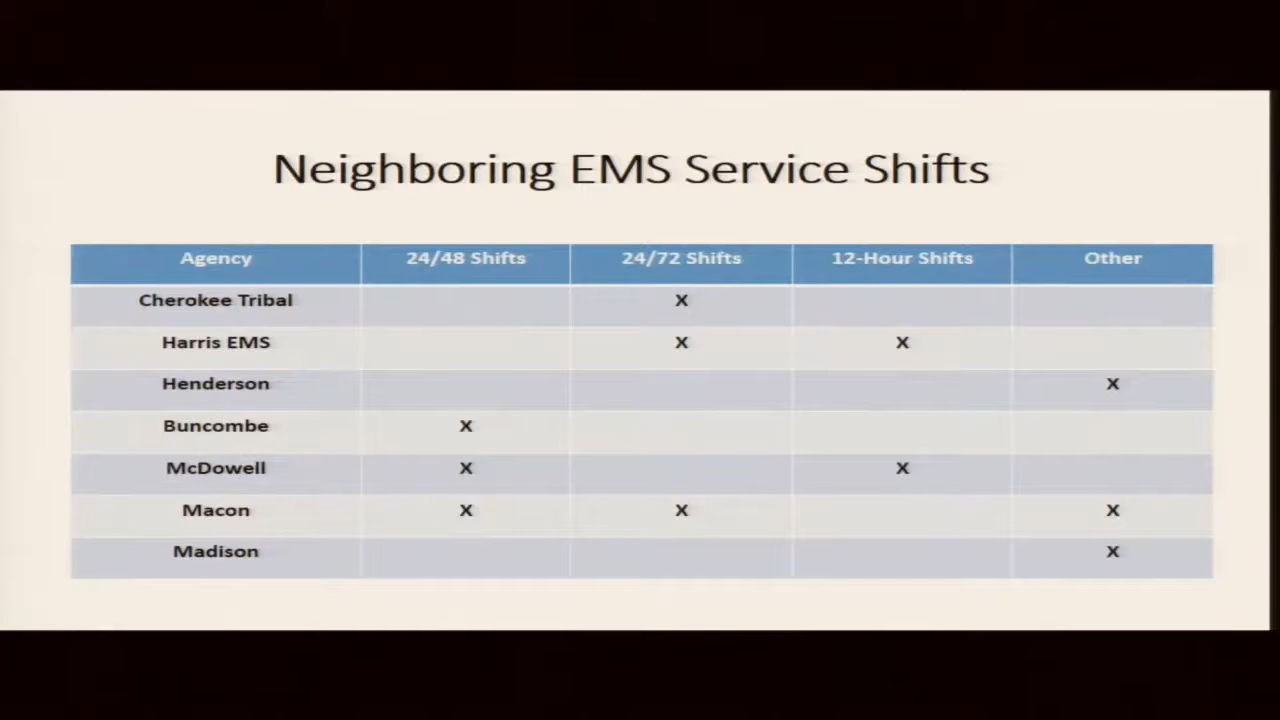 Neighboring EMS Service Shifts
Agency 24/48 Shifts 24/72 Shifts 12-Hour Shifts Other
Cherokee Tribal X
Harris EMS X X
Henderson X
Buncombe X
McDowell X X
Macon X X X
Madison X